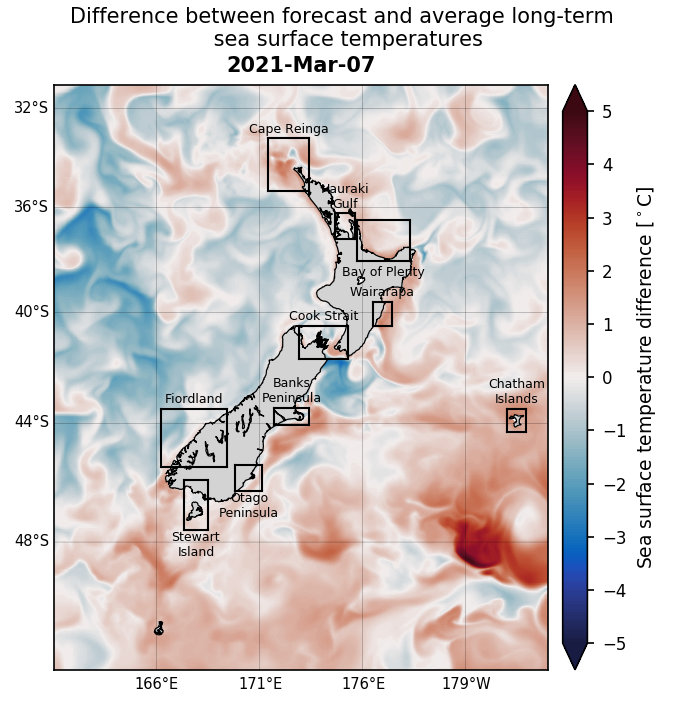 Difference between forecast and average long-term
sea surface temperatures
2021-Mar-07
32°S
36°S
40°S
44°S
48°S
166°E
171°E
176°E
179°W
Cape Reinga
Hauraki
Gulf
Bay of Plenty
Wairarapa
Cook Strait
Banks
Peninsula
Chatham
Islands
Fiordland
Otago
Peninsula
Stewart
Island
5
4
3
2
1
0
−1
−2
−3
−4
−5
Sea surface temperature difference [°C]